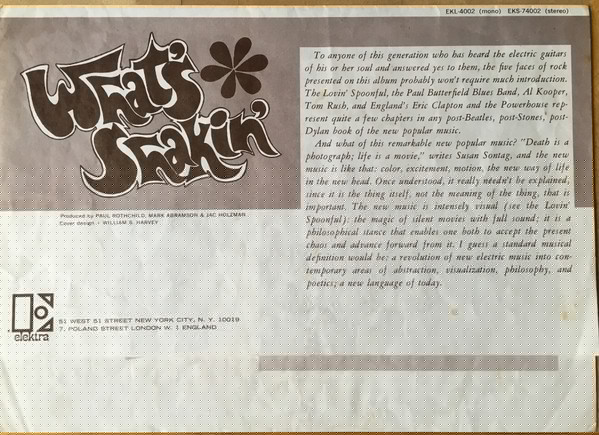 EKL-4002 (mono) EKS-74002 (stereo)
What's
Shakin'
Produced by PAUL ROTHCHILD, MARK ABRAMSON & JAC HOLZMAN
Cover design • WILLIAM S. HARVEY
To anyone of this generation who has heard the electric guitars
of his or her soul and answered yes to them, the five faces of rock
presented on this album probably won't require much introduction.
The Lovin' Spoonful, the Paul Butterfield Blues Band, Al Kooper,
Tom Rush, and England's Eric Clapton and the Powerhouse rep-
resent quite a few chapters in any post-Beatles, post-Stones, post-
Dylan book of the new popular music.
And what of this remarkable new popular music? "Death is a
photograph; life is a movie," writes Susan Sontag, and the new
music is like that: color, excitement, motion, the new way of life
in the new head. Once understood, it really needn't be explained,
since it is the thing itself, not the meaning of the thing, that is
important. The new music is intensely visual (see the Lovin'
Spoonful): the magic of silent movies with full sound; it is a
philosophical stance that enables one both to accept the present
chaos and advance forward from it. I guess a standard musical
definition would be: a revolution of new electric music into con-
temporary areas of abstraction, visualization, philosophy, and
poetics; a new language of today.
elektra
51 WEST 51 STREET NEW YORK CITY, N. Y. 10019
7, POLAND STREET LONDON W. 1 ENGLAND